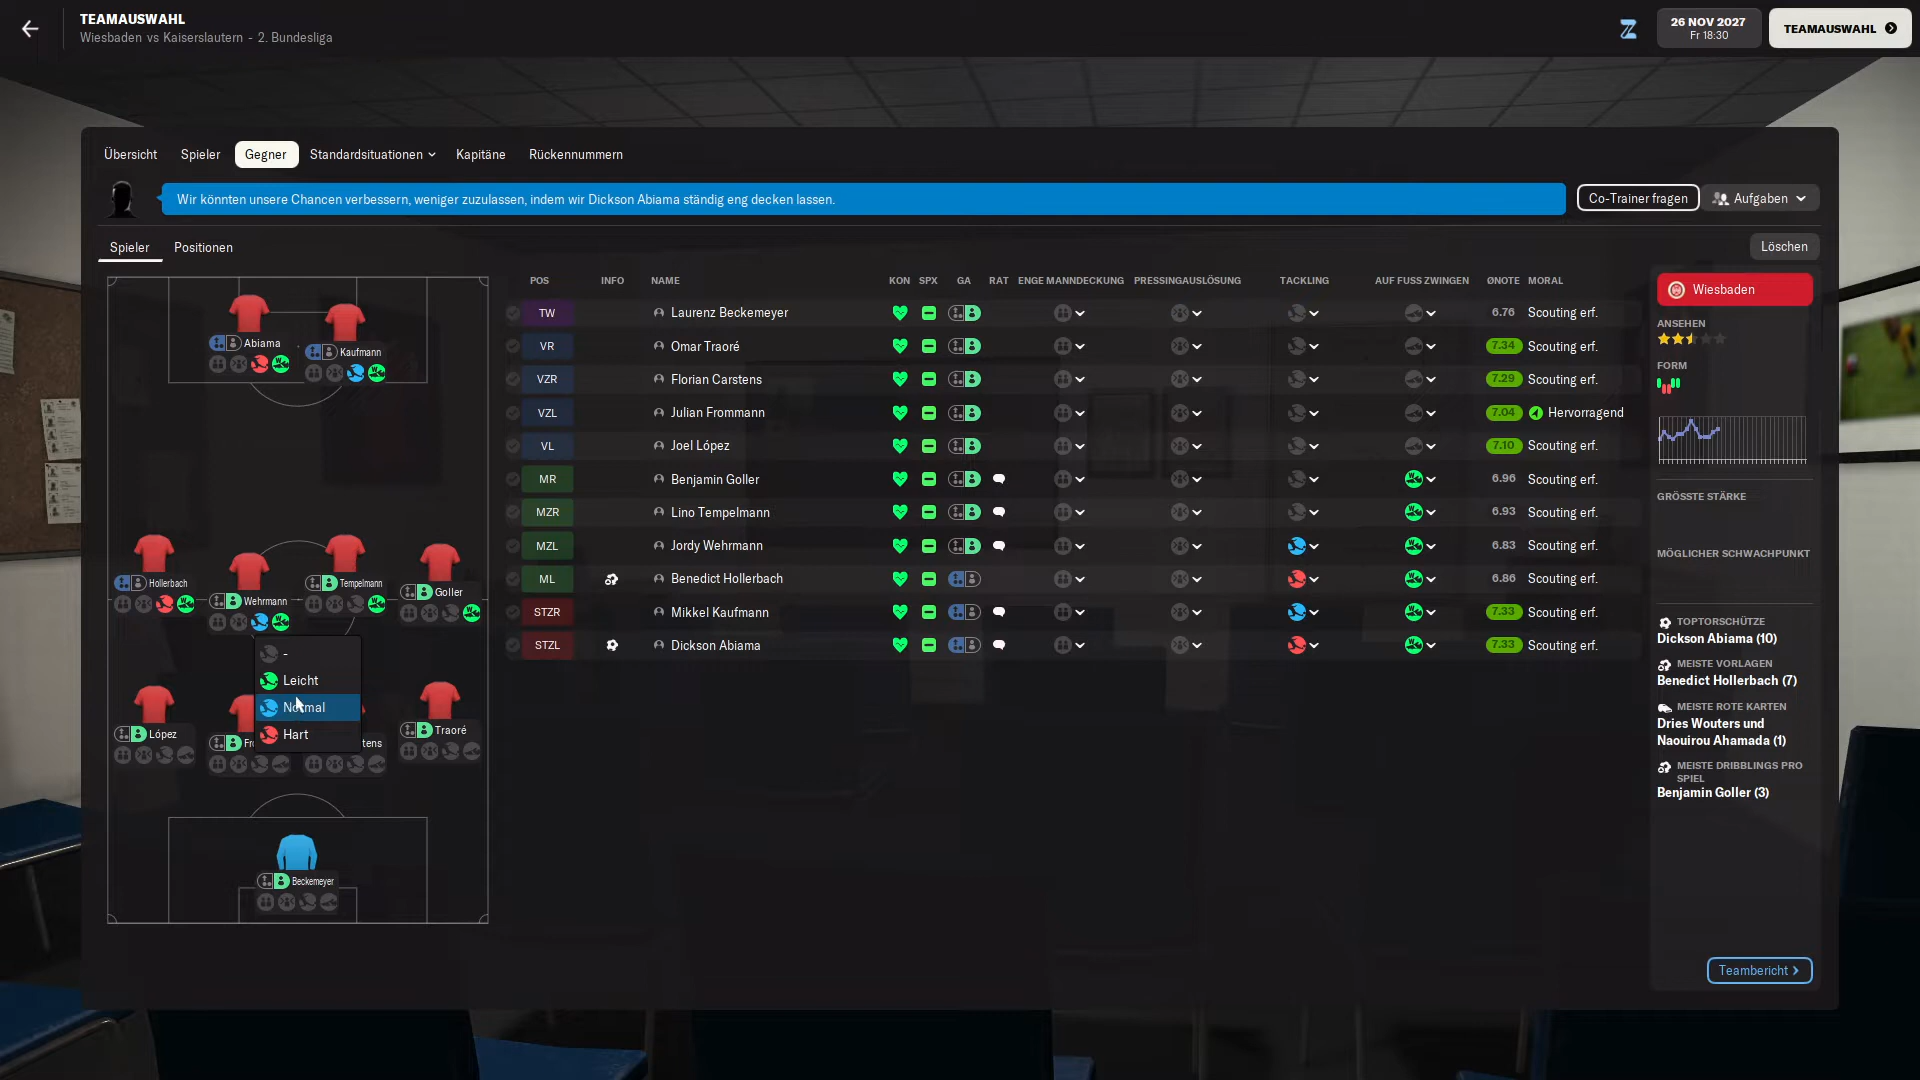 TEAMAUSWAHL
Wiesbaden vs Kaiserslautern - 2. Bundesliga
26 NOV 2027
Fr 18:30
TEAMAUSWAHL
Übersicht Spieler Gegner Standardsituationen Kapitäne Rückennummern
Wir könnten unsere Chancen verbessern, weniger zuzulassen, indem wir Dickson Abiama ständig eng decken lassen.
Co-Trainer fragen
Aufgaben
Spieler Positionen
Löschen
Abiama
Kaufmann
Hollerbach
Wehrmann
Tempelmann
Goller
-
Leicht
Normal
Hart
López
Traoré
Beckemeyer
POS INFO NAME KON SPX GA RAT ENGE MANNDECKUNG PRESSINGAUSLÖSUNG TACKLING AUF FUSS ZWINGEN ØNOTE MORAL
TW Laurenz Beckemeyer 6.76 Scouting erf.
VR Omar Traoré 7.34 Scouting erf.
VZR Florian Carstens 7.29 Scouting erf.
VZL Julian Frommann 7.04 Hervorragend
VL Joel López 7.10 Scouting erf.
MR Benjamin Goller 6.96 Scouting erf.
MZR Lino Tempelmann 6.93 Scouting erf.
MZL Jordy Wehrmann 6.83 Scouting erf.
ML Benedict Hollerbach 6.86 Scouting erf.
STZR Mikkel Kaufmann 7.33 Scouting erf.
STZL Dickson Abiama 7.33 Scouting erf.
Wiesbaden
ANSEHEN
FORM
GRÖSSTE STÄRKE
MÖGLICHER SCHWACHPUNKT
TOPTORSCHÜTZE
Dickson Abiama (10)
MEISTE VORLAGEN
Benedict Hollerbach (7)
MEISTE ROTE KARTEN
Dries Wouters und
Naouirou Ahamada (1)
MEISTE DRIBBLINGS PRO
SPIEL
Benjamin Goller (3)
Teambericht